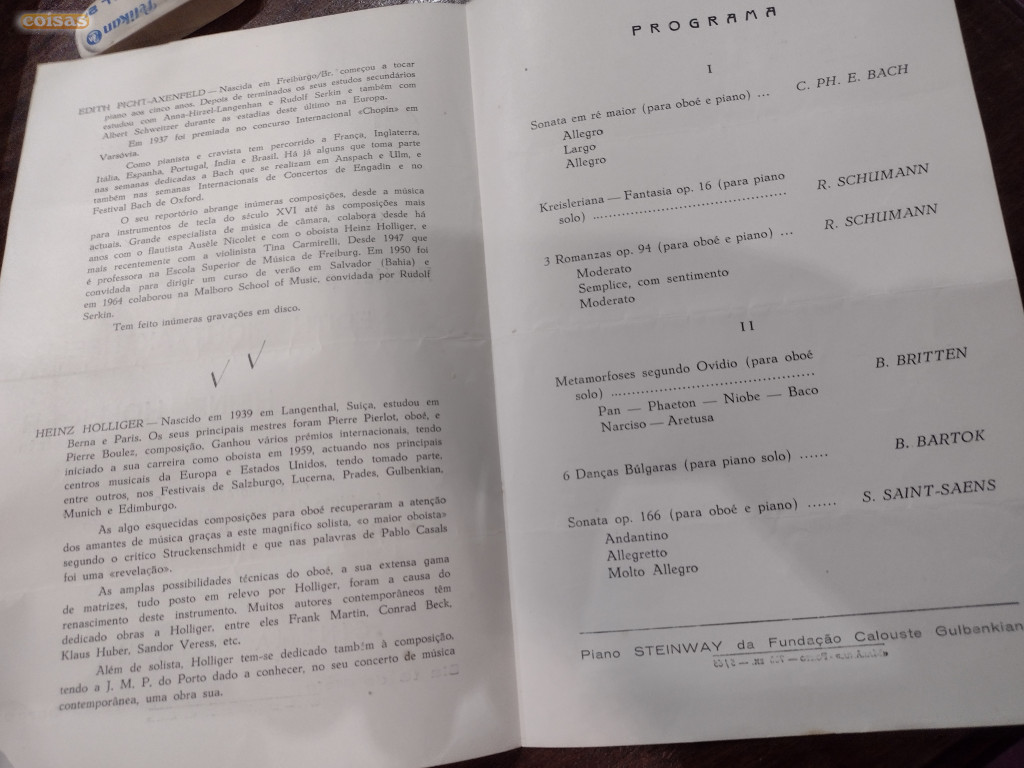 coisas
Pelikan
EDITH PICHT-AXENFELD — Nascida em Freiburgo/Br. começou a tocar
piano aos cinco anos. Depois de terminados os seus estudos secundários
estudou com Anna-Hirzel-Langenhan e Rudolf Serkin e também com
Albert Schweitzer durante as estadias deste último na Europa.
Em 1937 foi premiada no concurso Internacional «Chopin» em
Varsóvia.
Como pianista e cravista tem percorrido a França, Inglaterra,
Itália, Espanha, Portugal, Índia e Brasil. Há já alguns que toma parte
nas semanas dedicadas a Bach que se realizam em Anspach e Ulm, e
também nas semanas Internacionais de Concertos de Engadin e no
Festival Bach de Oxford.
O seu reportório abrange inúmeras composições, desde a música
para instrumentos de tecla do século XVI até às composições mais
actuais. Grande especialista de música de câmara, colabora desde há
anos com o flautista Ausèle Nicolet e com o oboista Heinz Holliger, e
mais recentemente com a violinista Tina Carmirelli. Desde 1947 que
é professora na Escola Superior de Música de Freiburg. Em 1950 foi
convidada para dirigir um curso de verão em Salvador (Bahia) e
em 1964 colaborou na Malboro School of Music, convidada por Rudolf
Serkin.
Tem feito inúmeras gravações em disco.
HEINZ HOLLIGER — Nascido em 1939 em Langenthal, Suiça, estudou em
Berna e Paris. Os seus principais mestres foram Pierre Pierlot, oboé, e
Pierre Boulez, composição. Ganhou vários prémios internacionais, tendo
iniciado a sua carreira como oboista em 1959, actuando nos principais
centros musicais da Europa e Estados Unidos, tendo tomado parte,
entre outros, nos Festivais de Salzburgo, Lucerna, Prades, Gulbenkian,
Munich e Edimburgo.
As algo esquecidas composições para oboé recuperaram a atenção
dos amantes de música graças a este magnífico solista, «o maior oboista»
segundo o crítico Struckenschmidt e que nas palavras de Pablo Casals
foi uma «revelação».
As amplas possibilidades técnicas do oboé, a sua extensa gama
de matrizes, tudo posto em relevo por Holliger, foram a causa do
renascimento deste instrumento. Muitos autores contemporâneos têm
dedicado obras a Holliger, entre eles Frank Martin, Conrad Beck,
Klaus Huber, Sandor Veress, etc.
Além de solista, Holliger tem-se dedicado também à composição,
tendo a J. M. P. do Porto dado a conhecer, no seu concerto de música
contemporânea, uma obra sua.
PROGRAMA
I
Sonata em ré maior (para oboé e piano) ... C. PH. E. BACH
Allegro
Largo
Allegro
Kreisleriana — Fantasia op. 16 (para piano
solo) ............................................ R. SCHUMANN
3 Romanzas op. 94 (para oboé e piano) ... R. SCHUMANN
Moderato
Semplice, com sentimento
Moderato
II
Metamorfoses segundo Ovídio (para oboé
solo) ............................................ B. BRITTEN
Pan — Phaeton — Niobe — Baco
Narciso — Aretusa
6 Danças Búlgaras (para piano solo) ...... B. BARTOK
Sonata op. 166 (para oboé e piano) ...... S. SAINT-SAENS
Andantino
Allegretto
Molto Allegro
Piano STEINWAY da Fundação Calouste Gulbenkian